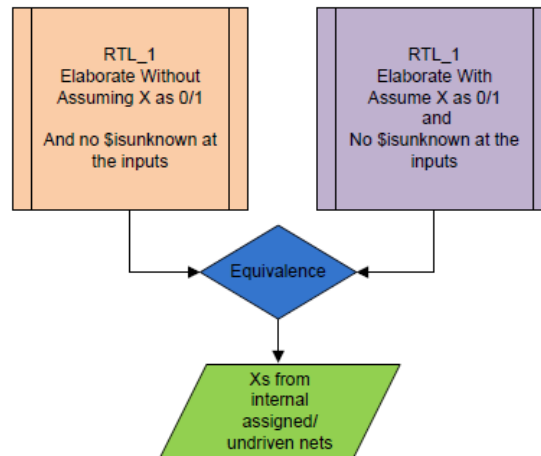 RTL_1
Elaborate Without
Assuming X as 0/1
And no $isunknown at
the inputs
RTL_1
Elaborate With
Assume X as 0/1
and
No $isunknown at the
inputs
Equivalence
Xs from
internal
assigned/
undriven nets